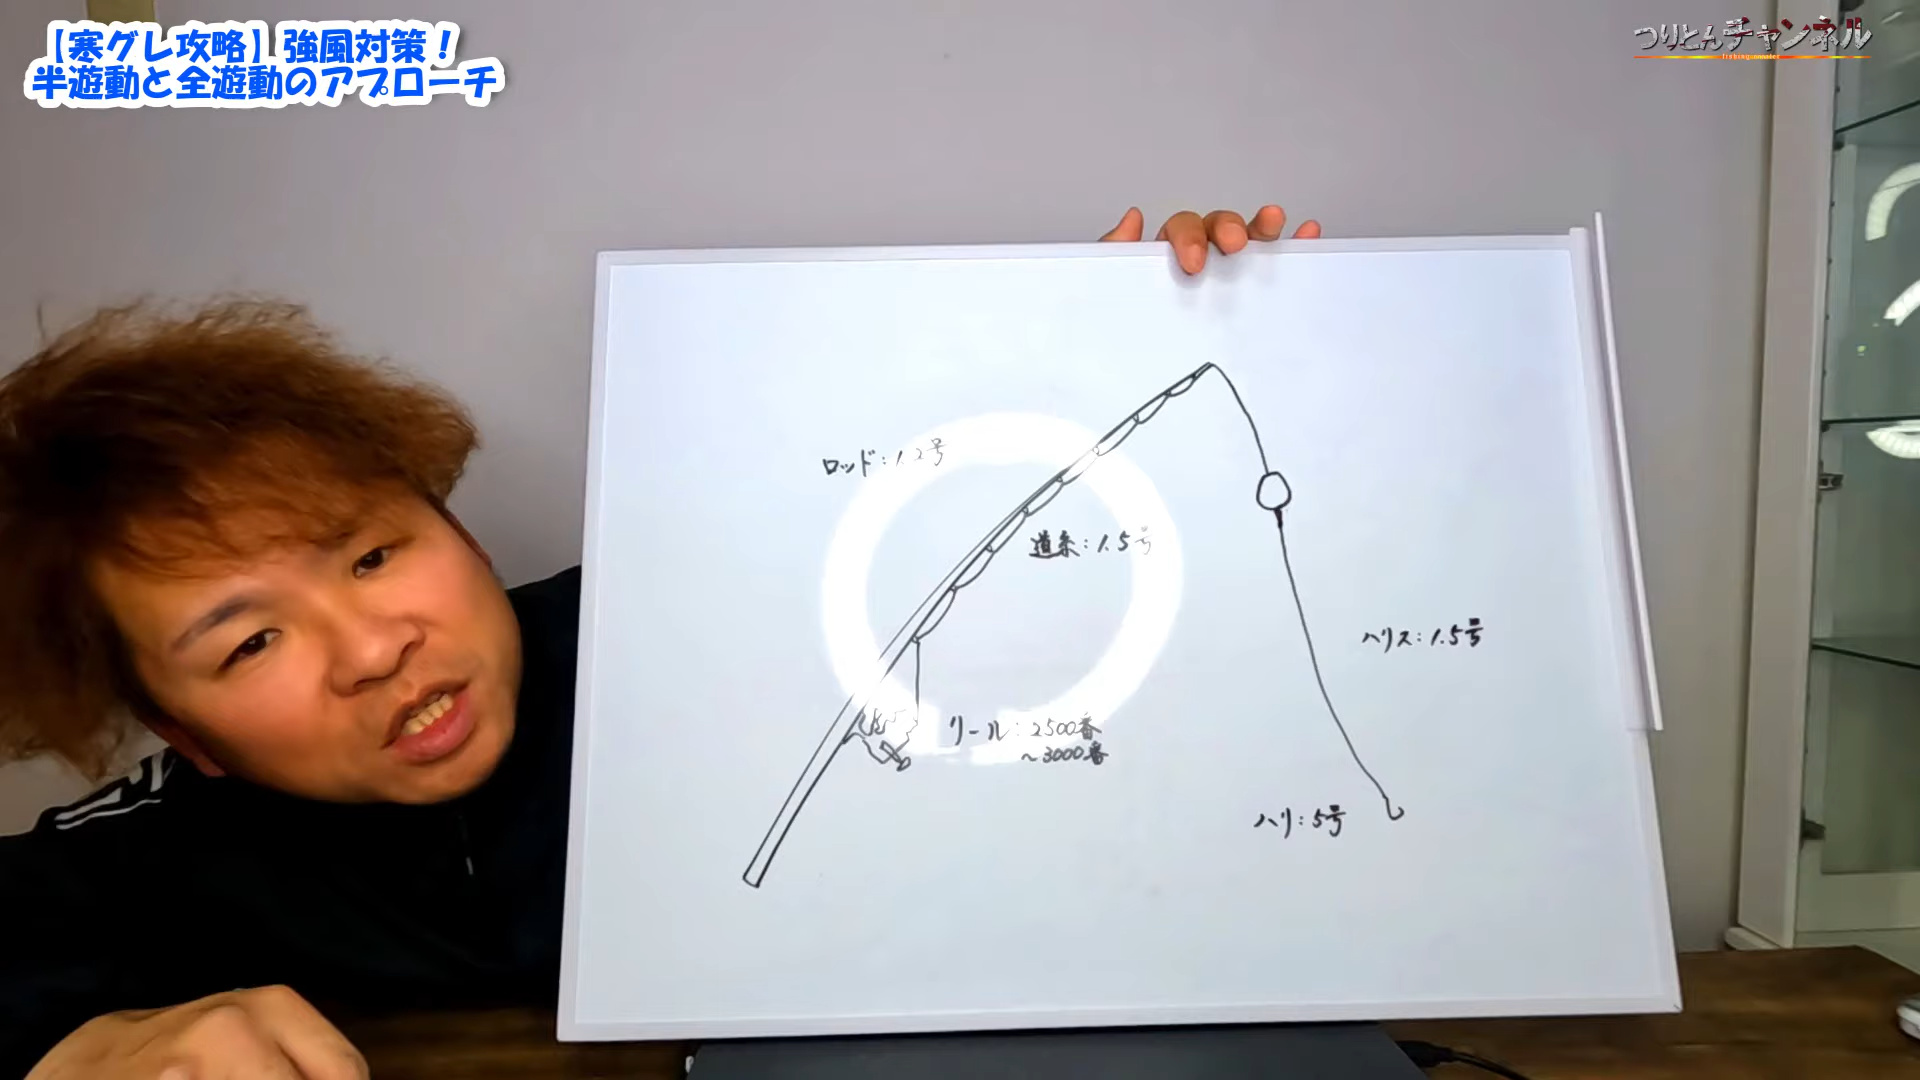 【寒グレ攻略】強風対策！
半遊動と全遊動のアプローチ
つりとんチャンネル
ロッド:1.2号
道糸:1.5号
ハリス:1.5号
リール:2500番
～3000番
ハリ:5号